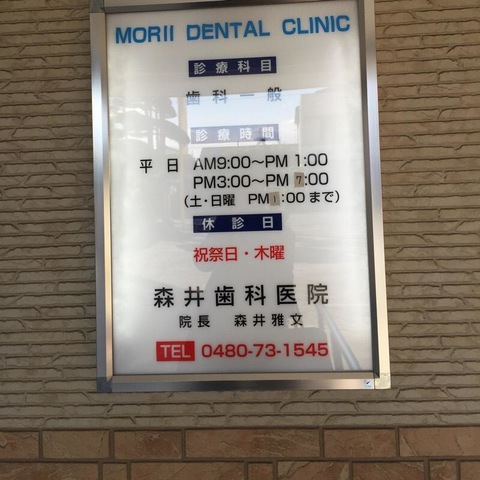 MORII DENTAL CLINIC
診療科目
歯科一般
診療時間
平日 AM9:00～PM 1:00
PM3:00～PM 7:00
(土・日曜 PM1:00 まで)
休診日
祝祭日・木曜
森井歯科医院
院長 森井雅文
TEL 0480-73-1545